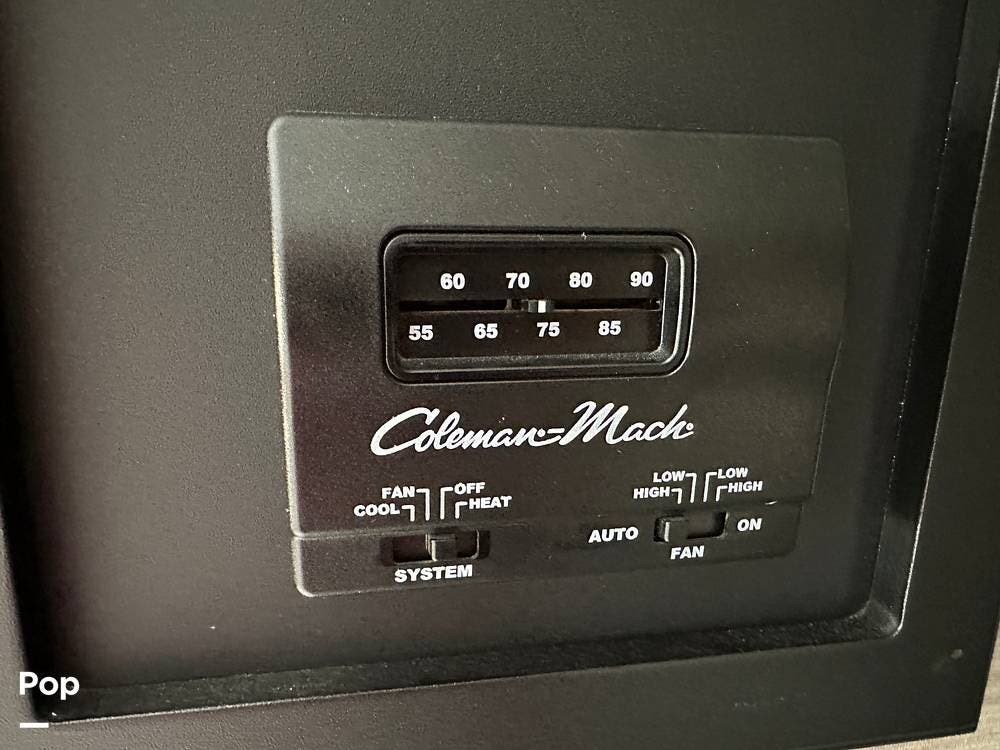 60 70 80 90
55 65 75 85
Coleman-Mach
FAN OFF
COOL HEAT
SYSTEM
LOW LOW
HIGH HIGH
AUTO ON
FAN
Pop